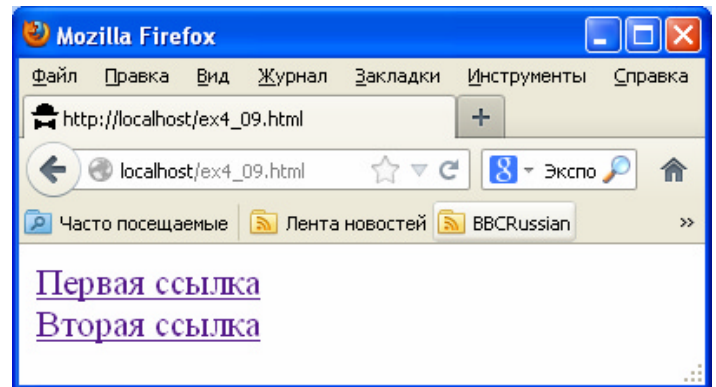 Mozilla Firefox
Файл Правка Вид Журнал Закладки Инструменты Справка
http://localhost/ex4_09.html +
localhost/ex4_09.html 8 Экспо
Часто посещаемые Лента новостей BBCRussian »
Первая ссылка
Вторая ссылка